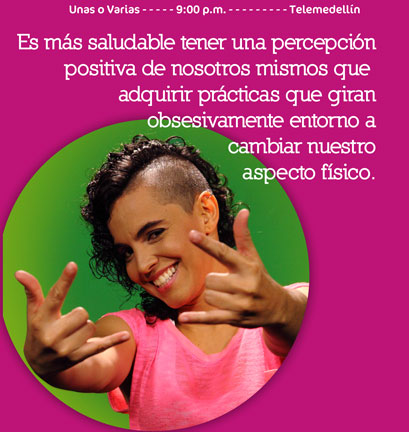 Unas o Varias - - - - - 9:00 p.m. - - - - - - - - - - Telemedellín
Es más saludable tener una percepción
positiva de nosotros mismos que
adquirir prácticas que giran
obsesivamente entorno a
cambiar nuestro
aspecto físico.